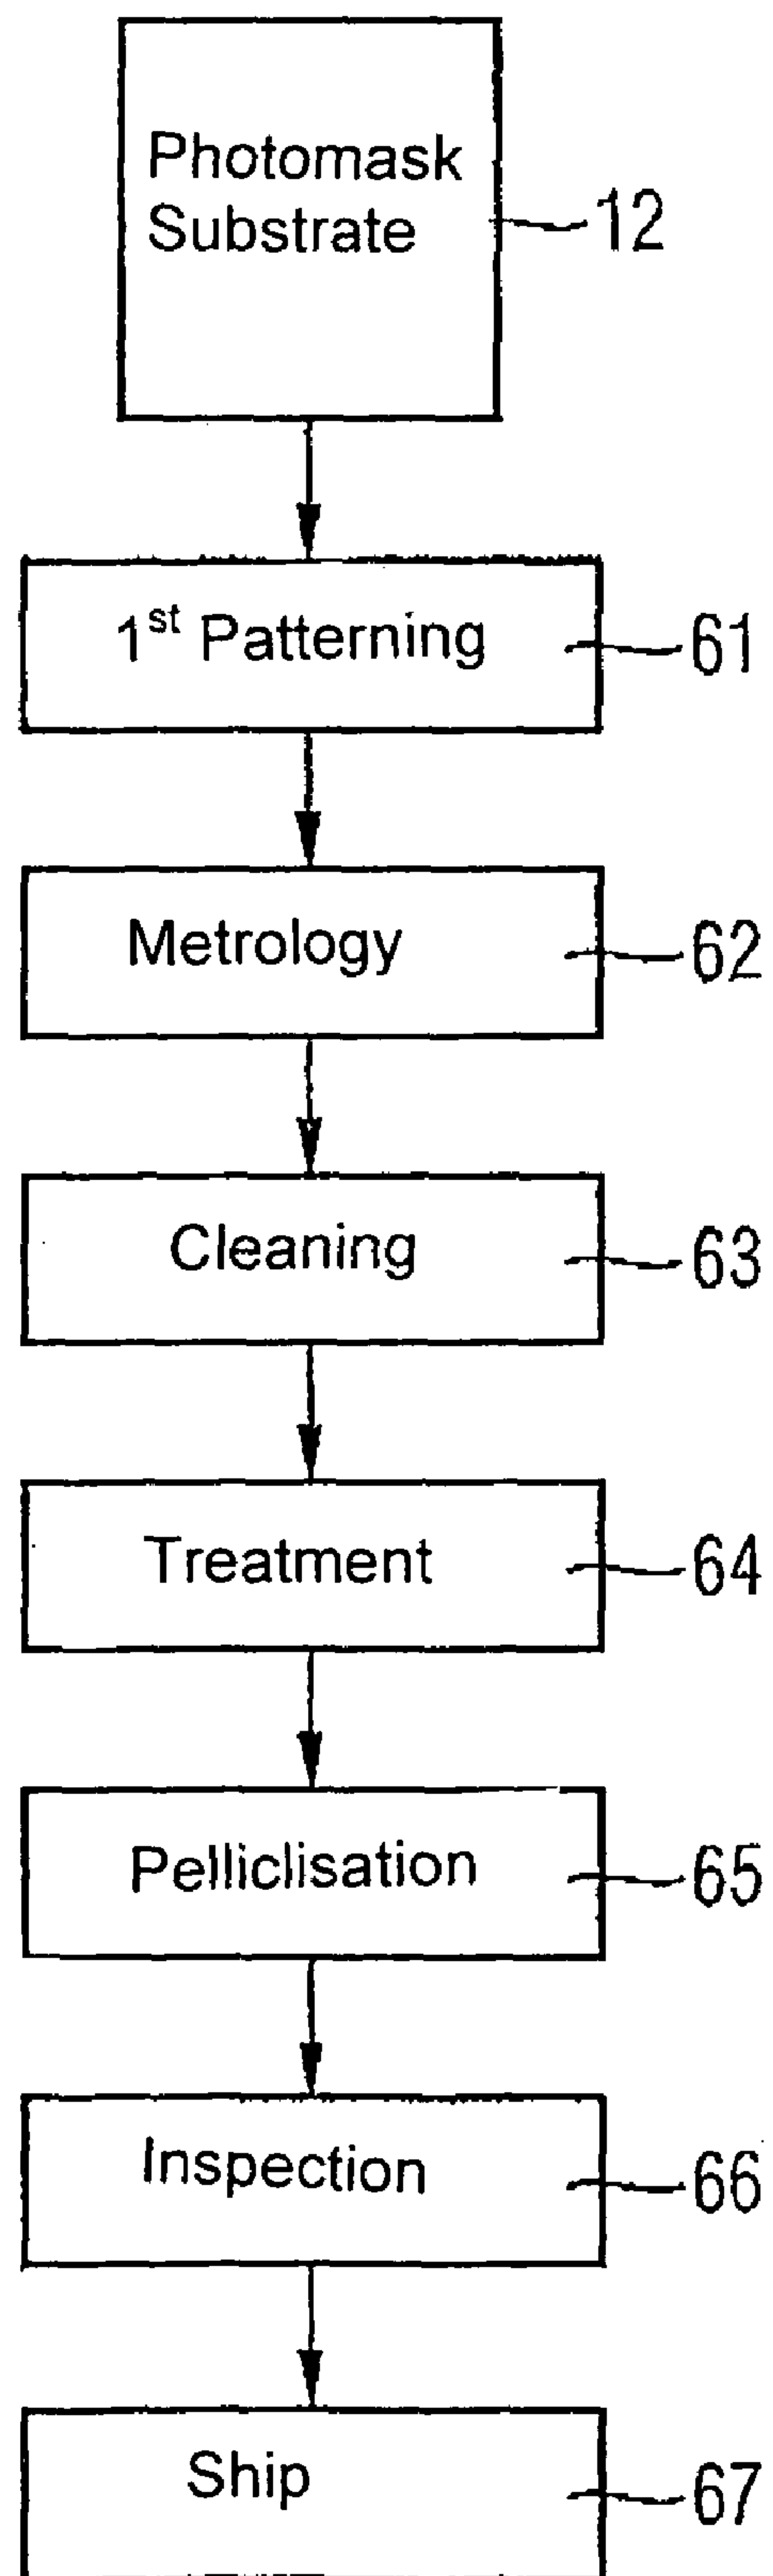 Photomask
Substrate
12
1st Patterning
61
Metrology
62
Cleaning
63
Treatment
64
Pelliclisation
65
Inspection
66
Ship
67